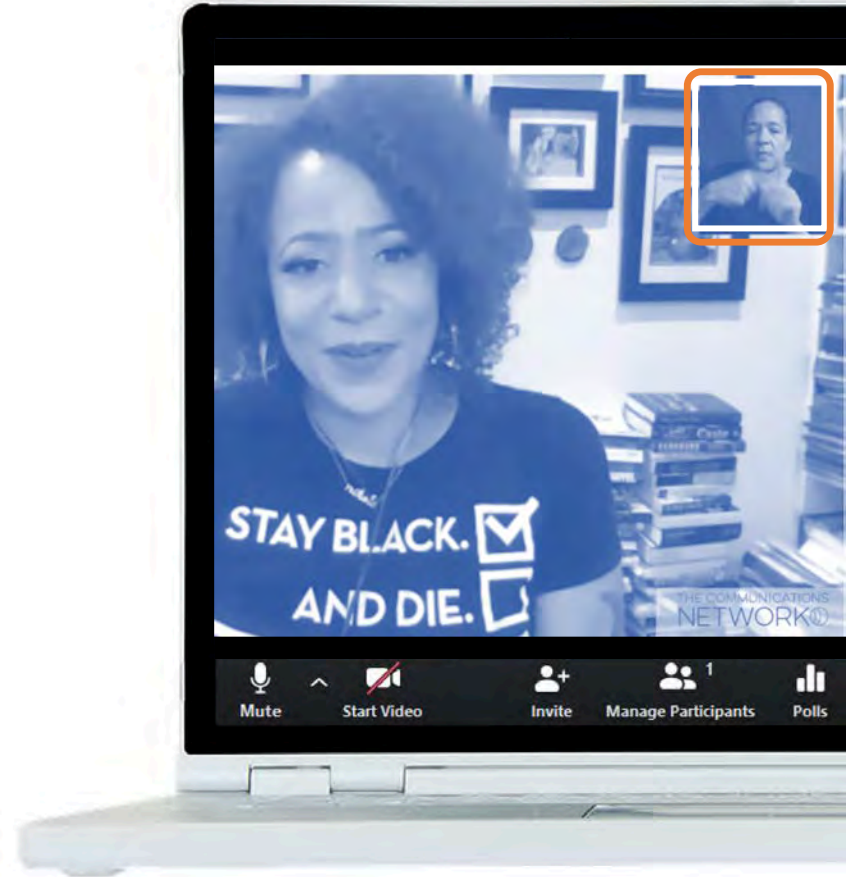 STAY BLACK.
AND DIE.
THE COMMUNICATIONS
NETWORK
Mute
Start Video
Invite
Manage Participants
1
Polls